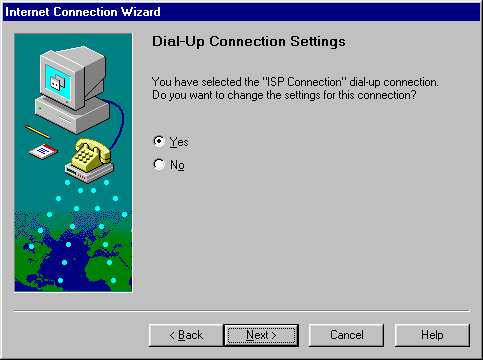 Internet Connection Wizard
Dial-Up Connection Settings
You have selected the "ISP Connection" dial-up connection.
Do you want to change the settings for this connection?
Yes
No
< Back Next > Cancel Help